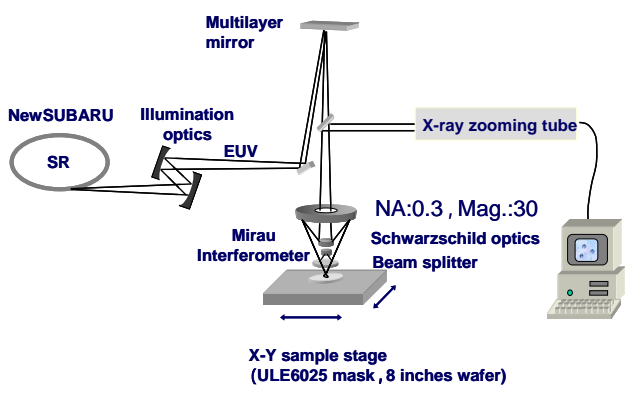 Multilayer
mirror
NewSUBARU
Illumination
optics
SR
EUV
X-ray zooming tube
NA:0.3 , Mag.:30
Mirau
Interferometer
Schwarzschild optics
Beam splitter
X-Y sample stage
(ULE6025 mask , 8 inches wafer)